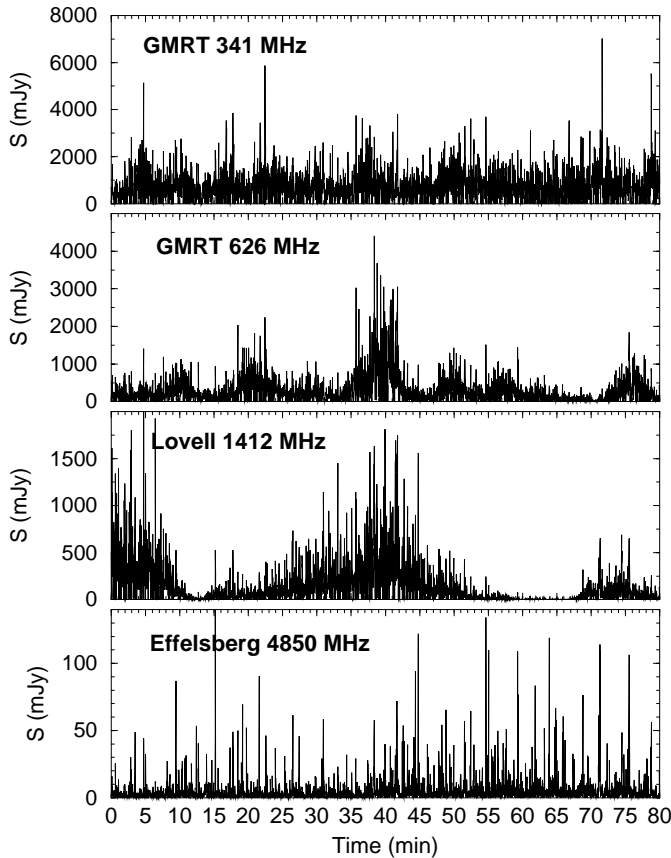 8000
GMRT 341 MHz
6000
S (mJy)
4000
2000
0
GMRT 626 MHz
4000
3000
S (mJy)
2000
1000
0
Lovell 1412 MHz
1500
S (mJy)
1000
500
0
Effelsberg 4850 MHz
100
S (mJy)
50
0
0 5 10 15 20 25 30 35 40 45 50 55 60 65 70 75 80
Time (min)